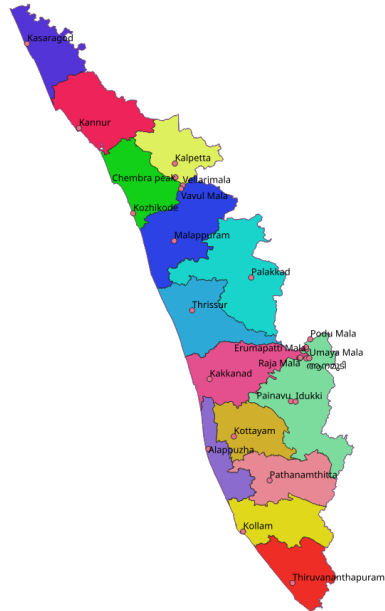 Kasaragod
Kannur
Kalpetta
Chembra peak
Vellarimala
Vavul Mala
Kozhikode
Malappuram
Palakkad
Thrissur
Podu Mala
Erumapatti Mala
Umaya Mala
Raja Mala
Kakkanad
Painavu
Idukki
Kottayam
Alappuzha
Pathanamthitta
Kollam
Thiruvananthapuram